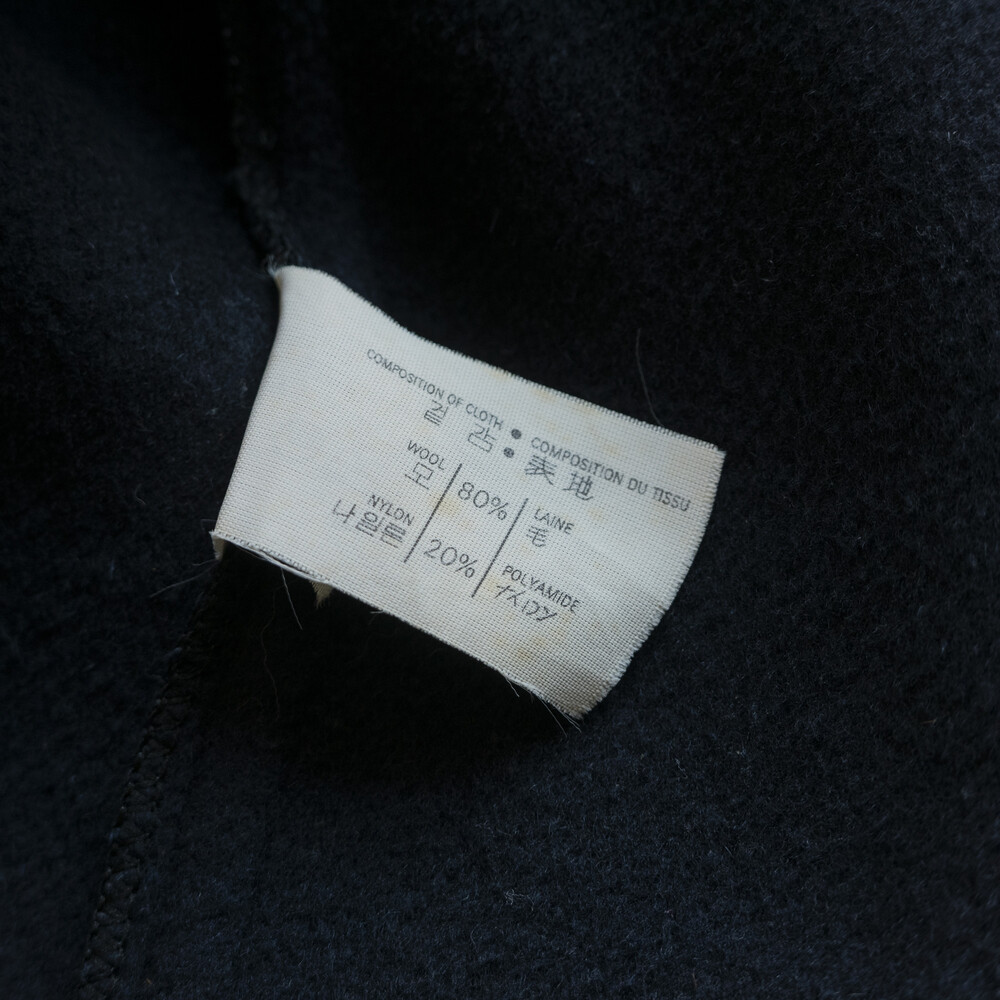 COMPOSITION OF CLOTH • COMPOSITION DU TISSU
겉 감 : 表地
WOOL 80% LAINE
모 毛
NYLON 20% POLYAMIDE
나일론 ナイロン